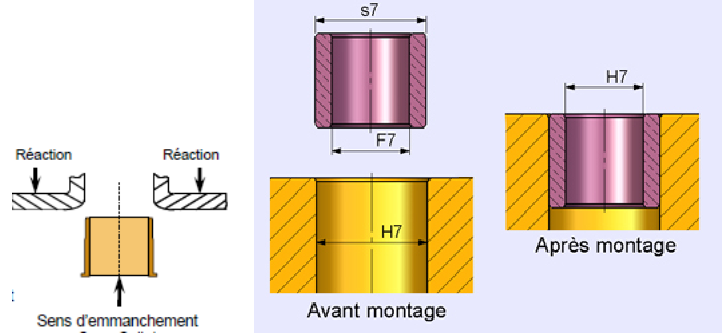 Réaction
Réaction
Sens d'emmanchement
s7
F7
H7
Avant montage
H7
Après montage